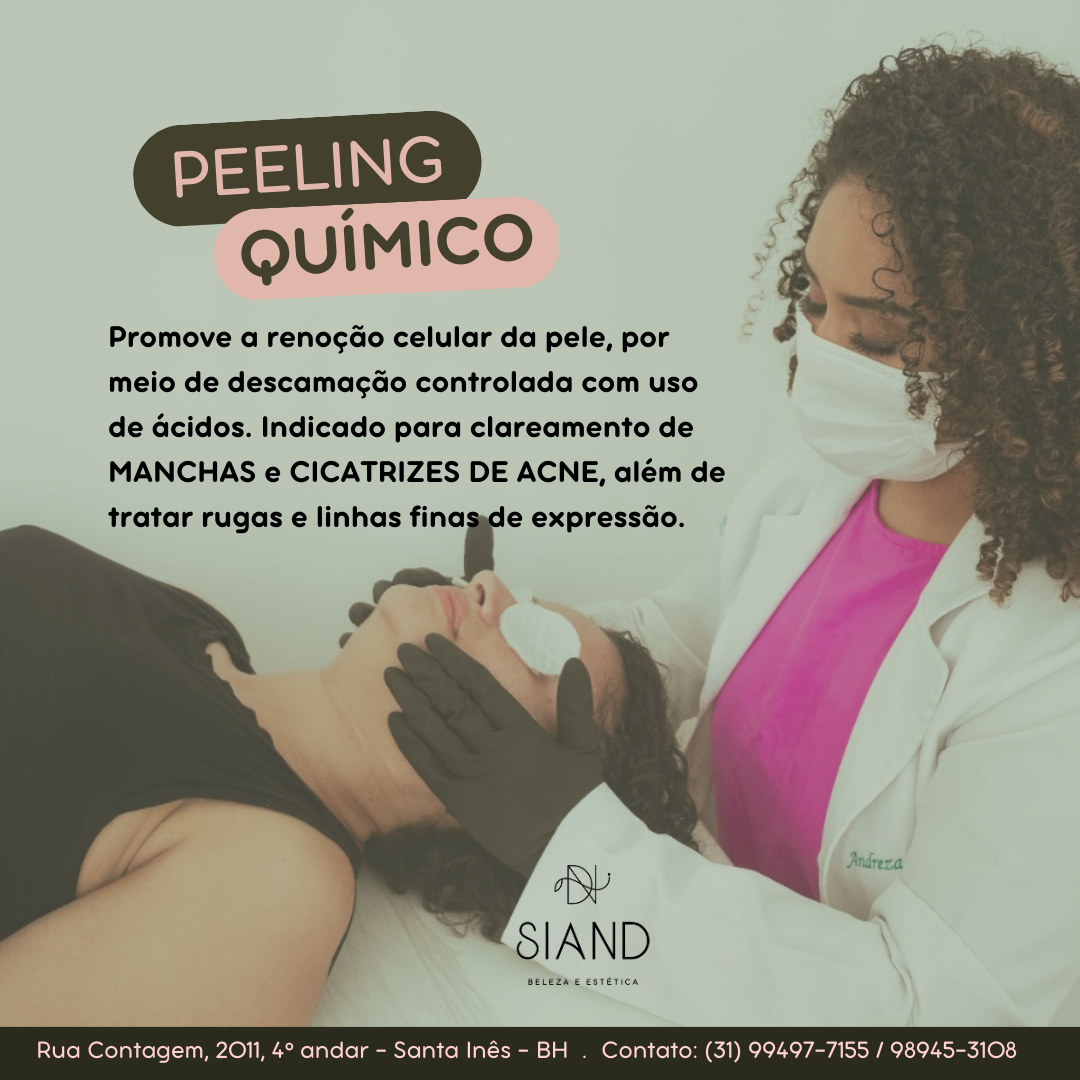 PEELING
QUÍMICO
Promove a renoção celular da pele, por
meio de descamação controlada com uso
de ácidos. Indicado para clareamento de
MANCHAS e CICATRIZES DE ACNE, além de
tratar rugas e linhas finas de expressão.
Andreza
SIAND
BELEZA E ESTÉTICA
Rua Contagem, 2011, 4º andar - Santa Inês - BH . Contato: (31) 99497-7155 / 98945-3108